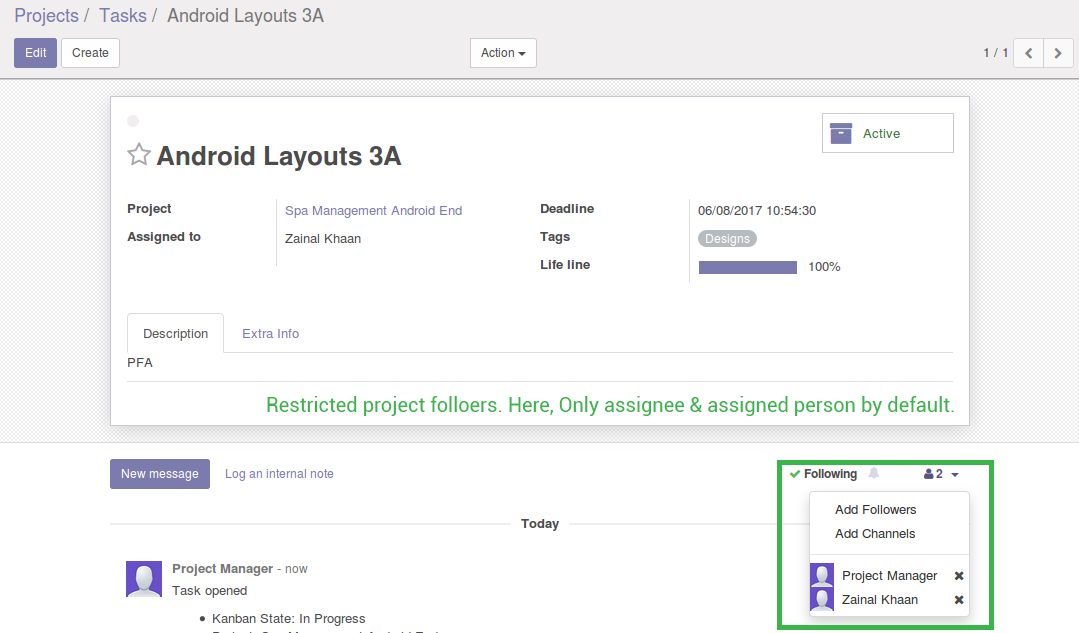 Projects / Tasks / Android Layouts 3A
Edit Create Action 1 / 1
Active
Android Layouts 3A
Project Spa Management Android End Deadline 06/08/2017 10:54:30
Assigned to Zainal Khaan Tags Designs
Life line 100%
Description Extra Info
PFA
Restricted project folloers. Here, Only assignee & assigned person by default.
New message Log an internal note Following 2
Add Followers
Today
Add Channels
Project Manager - now
Project Manager
Task opened
Zainal Khaan
Kanban State: In Progress